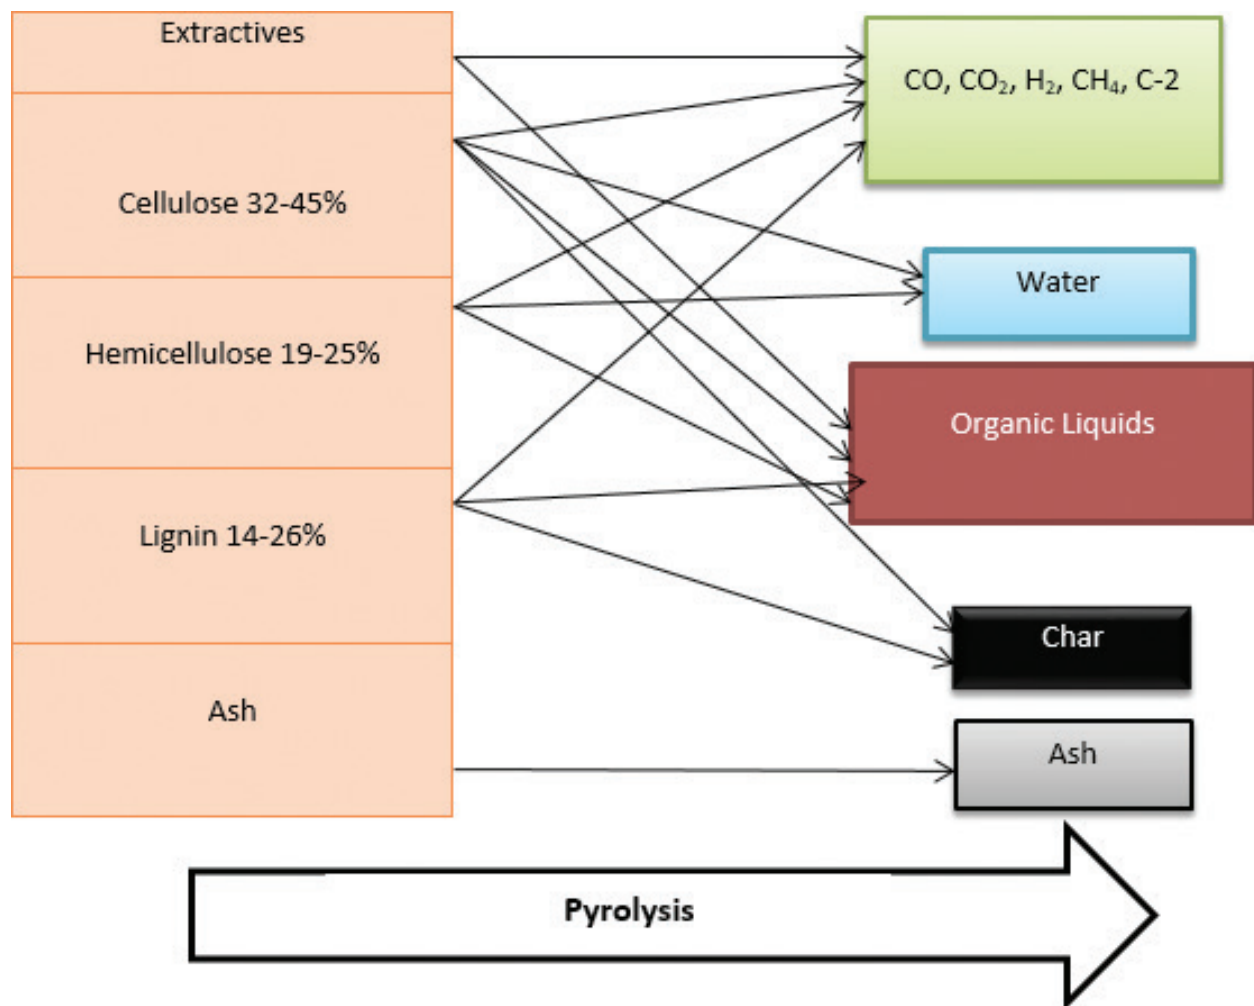 Extractives
Cellulose 32-45%
Hemicellulose 19-25%
Lignin 14-26%
Ash
CO, CO₂, H₂, CH₄, C-2
Water
Organic Liquids
Char
Ash
Pyrolysis